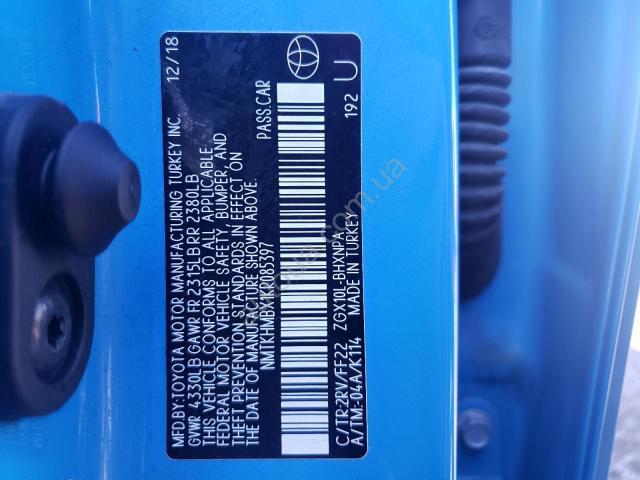 MFD BY: TOYOTA MOTOR MANUFACTURING TURKEY INC. 12/18
GVWR 4330LB GAWR FR 2315LB RR 2380LB
THIS VEHICLE CONFORMS TO ALL APPLICABLE
FEDERAL MOTOR VEHICLE SAFETY, BUMPER, AND
THEFT PREVENTION STANDARDS IN EFFECT ON
THE DATE OF MANUFACTURE SHOWN ABOVE.
NMTKHMBX1KR085397 PASS.CAR
C/TR:2RV/FF22 ZGX10L-BHXNPA
A/TM:-04A/K114 MADE IN TURKEY 192 U